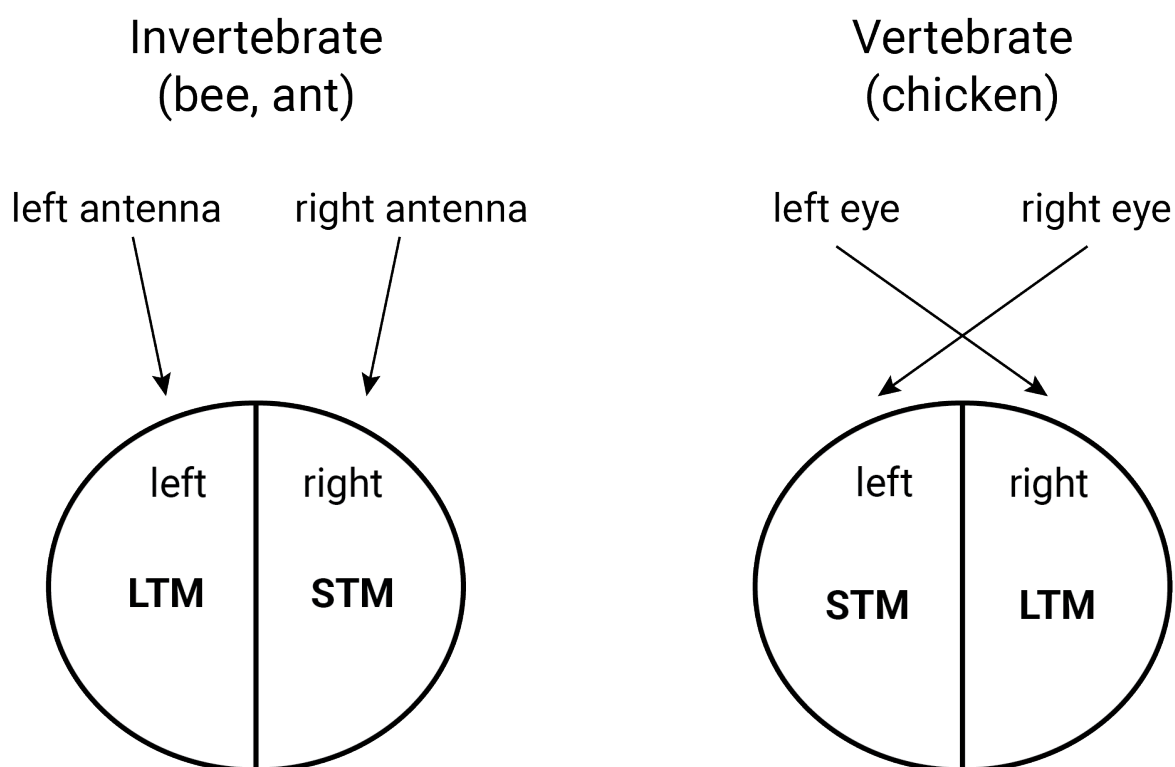 Invertebrate
(bee, ant)
left antenna
right antenna
left
right
LTM
STM
Vertebrate
(chicken)
left eye
right eye
left
right
STM
LTM